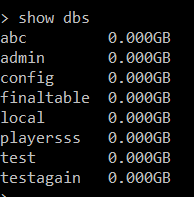 > show dbs
abc 0.000GB
admin 0.000GB
config 0.000GB
finaltable 0.000GB
local 0.000GB
playersss 0.000GB
test 0.000GB
testagain 0.000GB
>